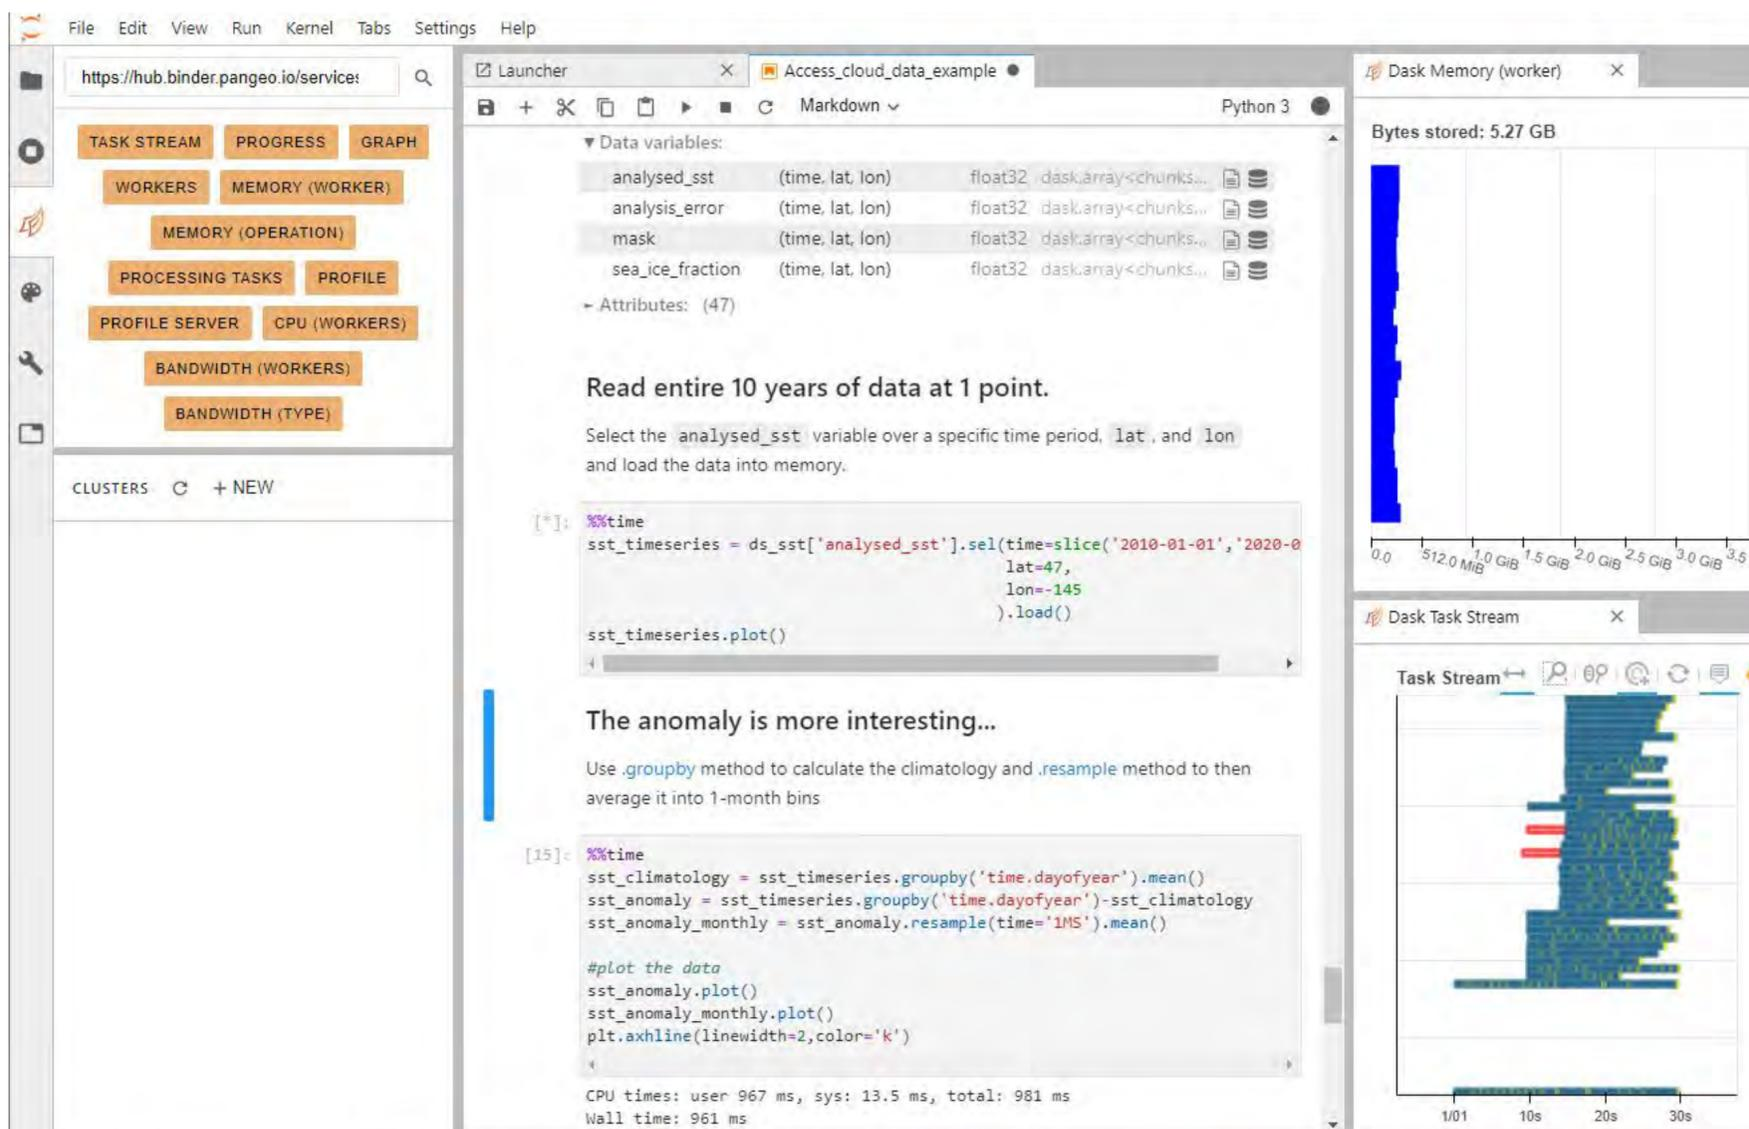 File Edit View Run Kernel Tabs Settings Help
https://hub.binder.pangeo.io/services
TASK STREAM PROGRESS GRAPH
WORKERS MEMORY (WORKER)
MEMORY (OPERATION)
PROCESSING TASKS PROFILE
PROFILE SERVER CPU (WORKERS)
BANDWIDTH (WORKERS)
BANDWIDTH (TYPE)
CLUSTERS + NEW
Launcher × Access_cloud_data_example ●
Markdown Python 3
▼ Data variables:
analysed_sst (time, lat, lon) float32 dask.array<chunks...
analysis_error (time, lat, lon) float32 dask.array<chunks...
mask (time, lat, lon) float32 dask.array<chunks...
sea_ice_fraction (time, lat, lon) float32 dask.array<chunks...
► Attributes: (47)
Read entire 10 years of data at 1 point.
Select the analysed_sst variable over a specific time period, lat, and lon
and load the data into memory.
[*]: %%time
sst_timeseries = ds_sst['analysed_sst'].sel(time=slice('2010-01-01','2020-0
lat=47,
lon=-145
).load()
sst_timeseries.plot()
The anomaly is more interesting...
Use .groupby method to calculate the climatology and .resample method to then
average it into 1-month bins
[15]: %%time
sst_climatology = sst_timeseries.groupby('time.dayofyear').mean()
sst_anomaly = sst_timeseries.groupby('time.dayofyear')-sst_climatology
sst_anomaly_monthly = sst_anomaly.resample(time='1MS').mean()
#plot the data
sst_anomaly.plot()
sst_anomaly_monthly.plot()
plt.axhline(linewidth=2,color='k')
CPU times: user 967 ms, sys: 13.5 ms, total: 981 ms
Wall time: 961 ms
Dask Memory (worker) ×
Bytes stored: 5.27 GB
0.0 512.0 MiB 1.0 GiB 1.5 GiB 2.0 GiB 2.5 GiB 3.0 GiB 3.5
Dask Task Stream ×
Task Stream
1/01 10s 20s 30s